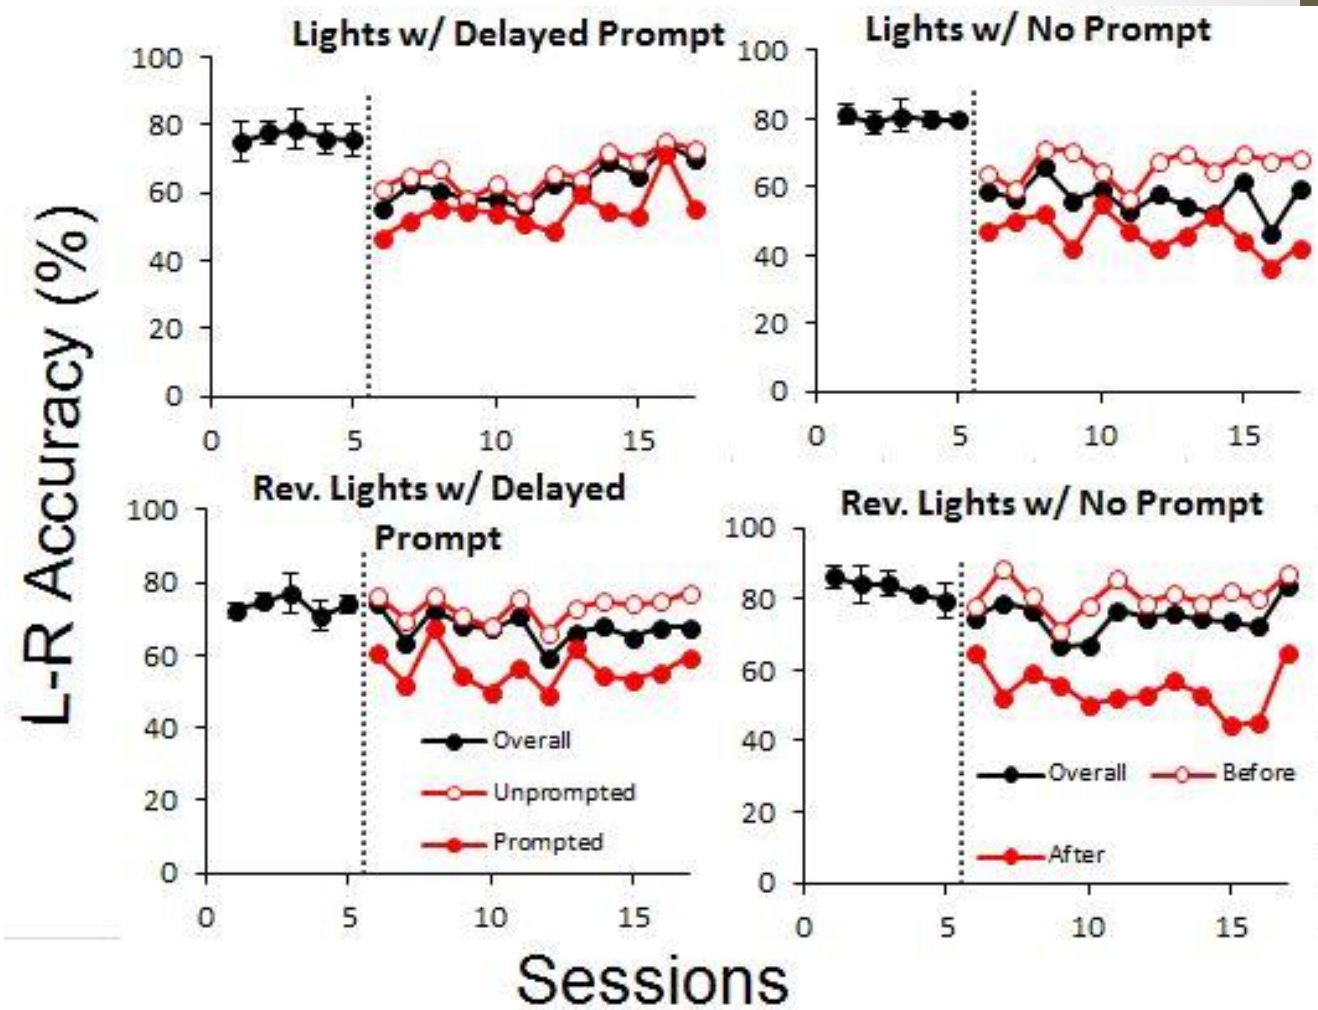 Lights w/ Delayed Prompt
100
80
60
40
20
0
0 5 10 15
Lights w/ No Prompt
100
80
60
40
20
0
0 5 10 15
L-R Accuracy (%)
Rev. Lights w/ Delayed
Prompt
100
80
60
40
20
0
Overall
Unprompted
Prompted
0 5 10 15
Rev. Lights w/ No Prompt
100
80
60
40
20
0
Overall Before
After
0 5 10 15
Sessions